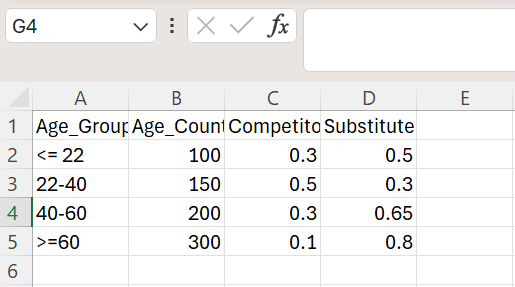 G4 fx
A B C D E
1 Age_Group Age_Count Competito Substitute
2 <= 22 100 0.3 0.5
3 22-40 150 0.5 0.3
4 40-60 200 0.3 0.65
5 >=60 300 0.1 0.8
6